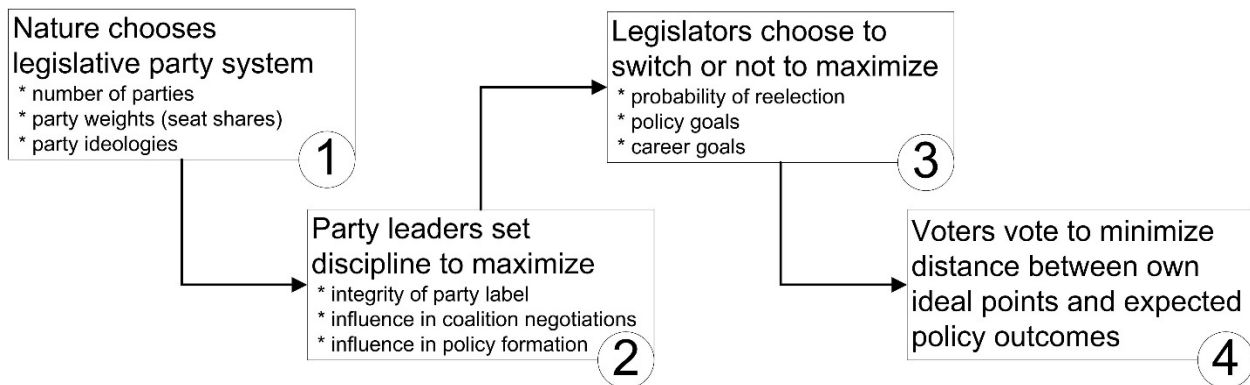 Nature chooses
legislative party system
* number of parties
* party weights (seat shares)
* party ideologies
1
Party leaders set
discipline to maximize
* integrity of party label
* influence in coalition negotiations
* influence in policy formation
2
Legislators choose to
switch or not to maximize
* probability of reelection
* policy goals
* career goals
3
Voters vote to minimize
distance between own
ideal points and expected
policy outcomes
4